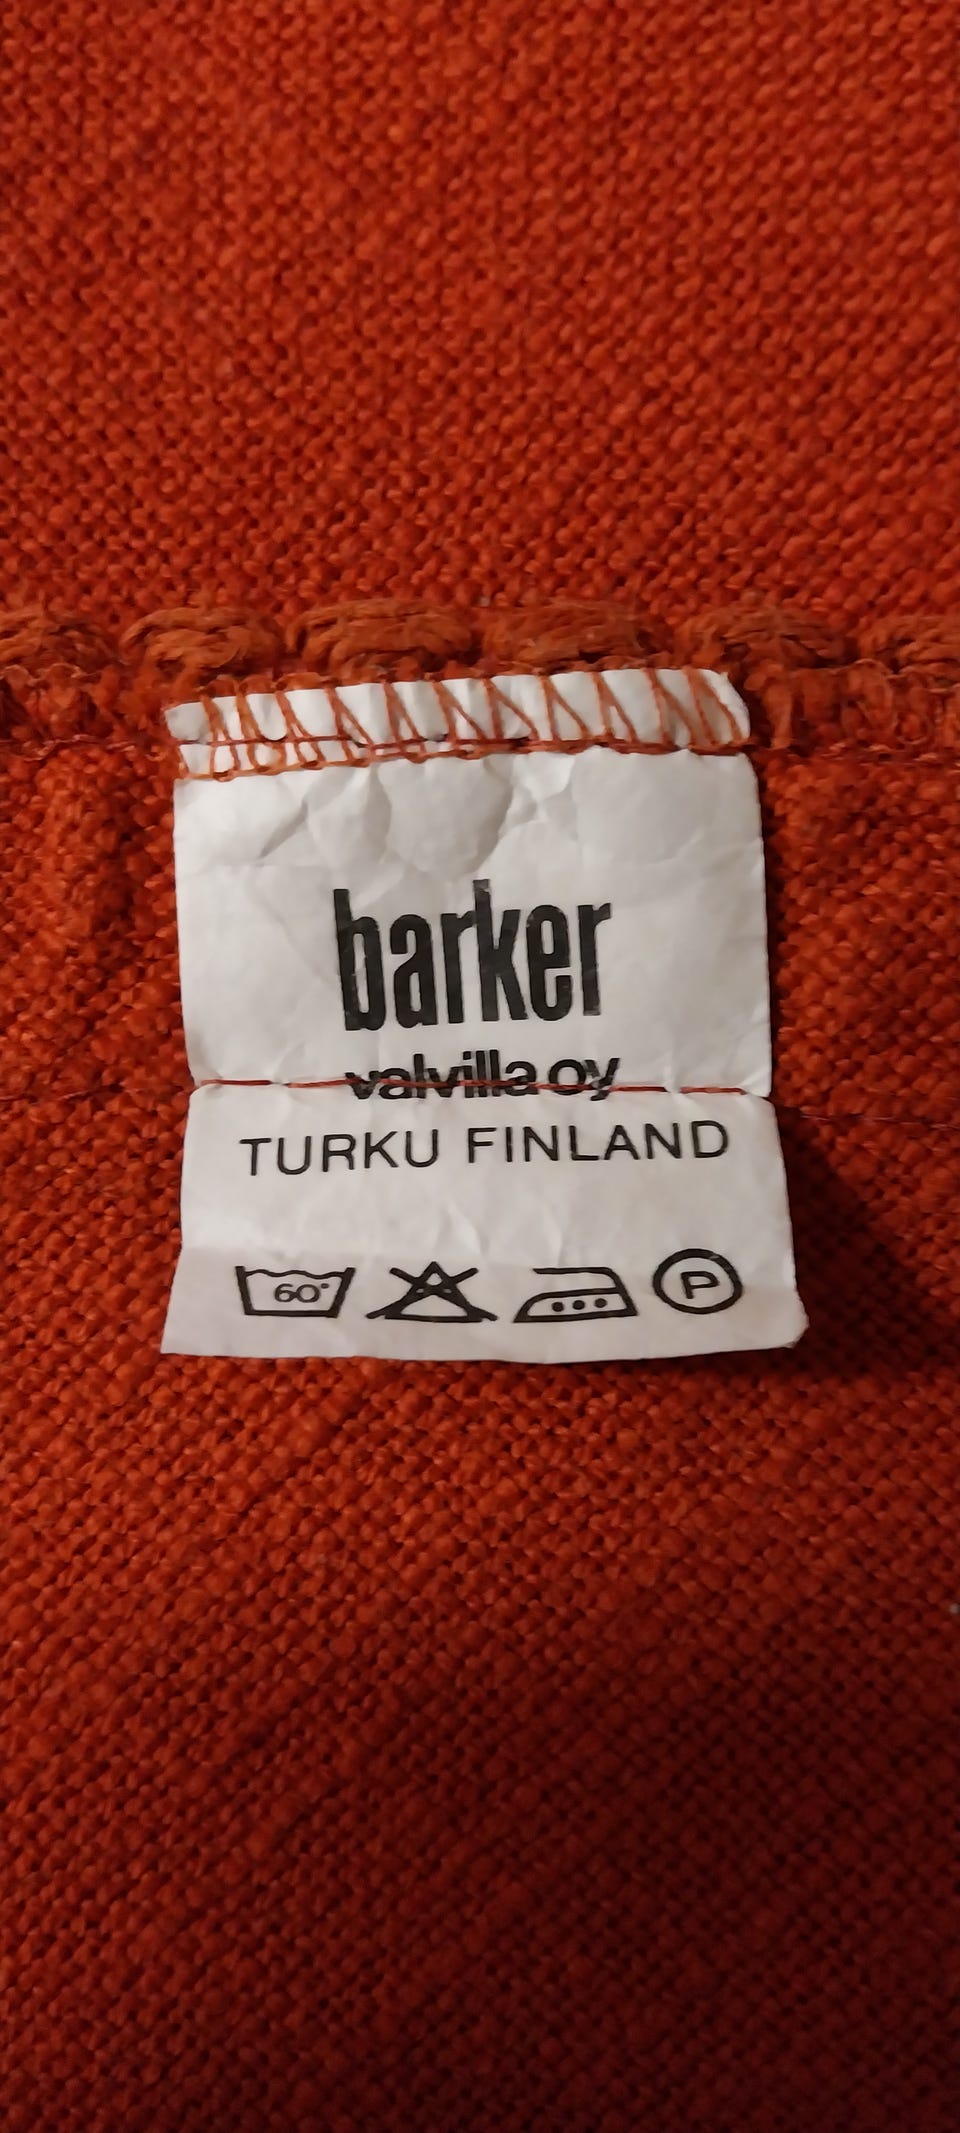 barker
valvilla oy
TURKU FINLAND
60° P